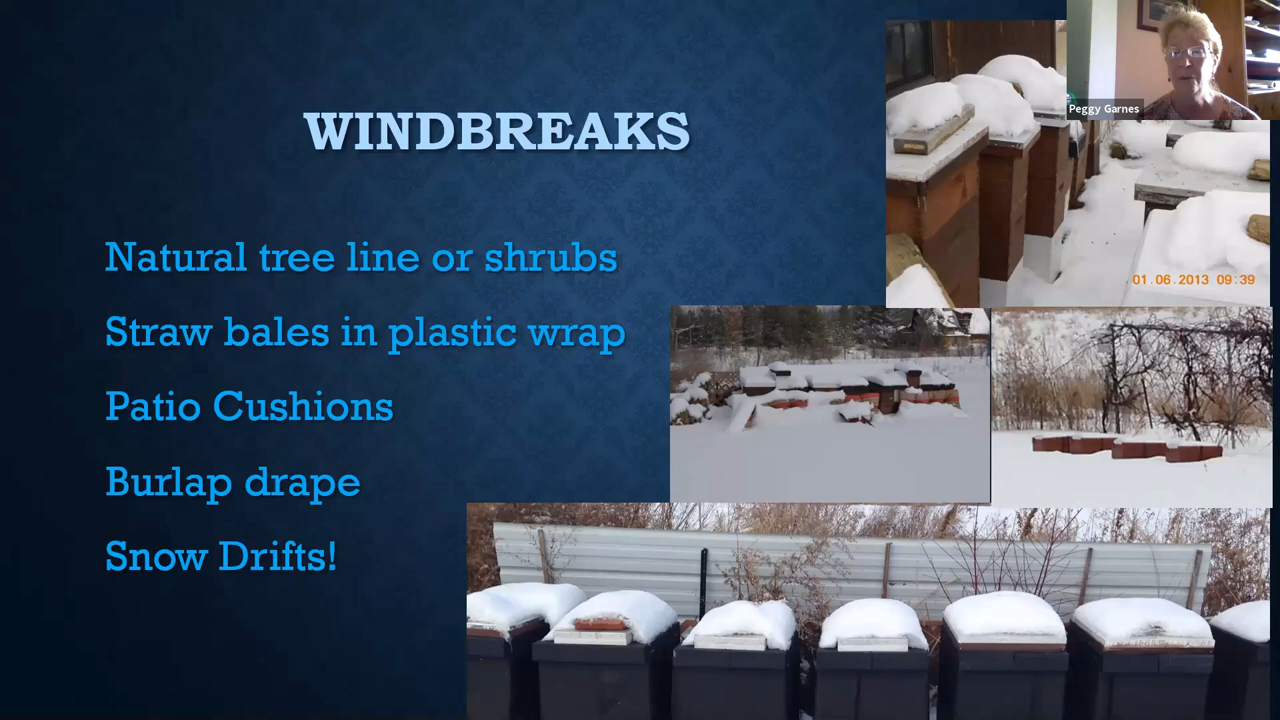 WINDBREAKS
Natural tree line or shrubs
Straw bales in plastic wrap
Patio Cushions
Burlap drape
Snow Drifts!
Peggy Garnes
01.06.2013 09:39